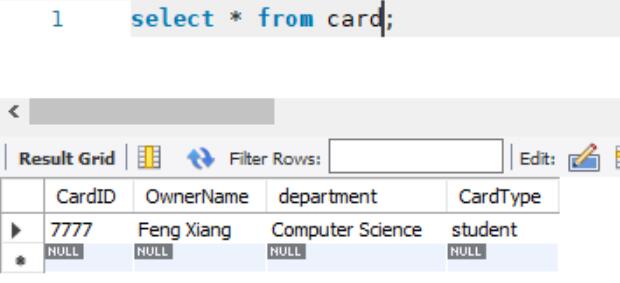 1 select * from card;
Result Grid Filter Rows: Edit:
CardID OwnerName department CardType
7777 Feng Xiang Computer Science student
NULL NULL NULL NULL